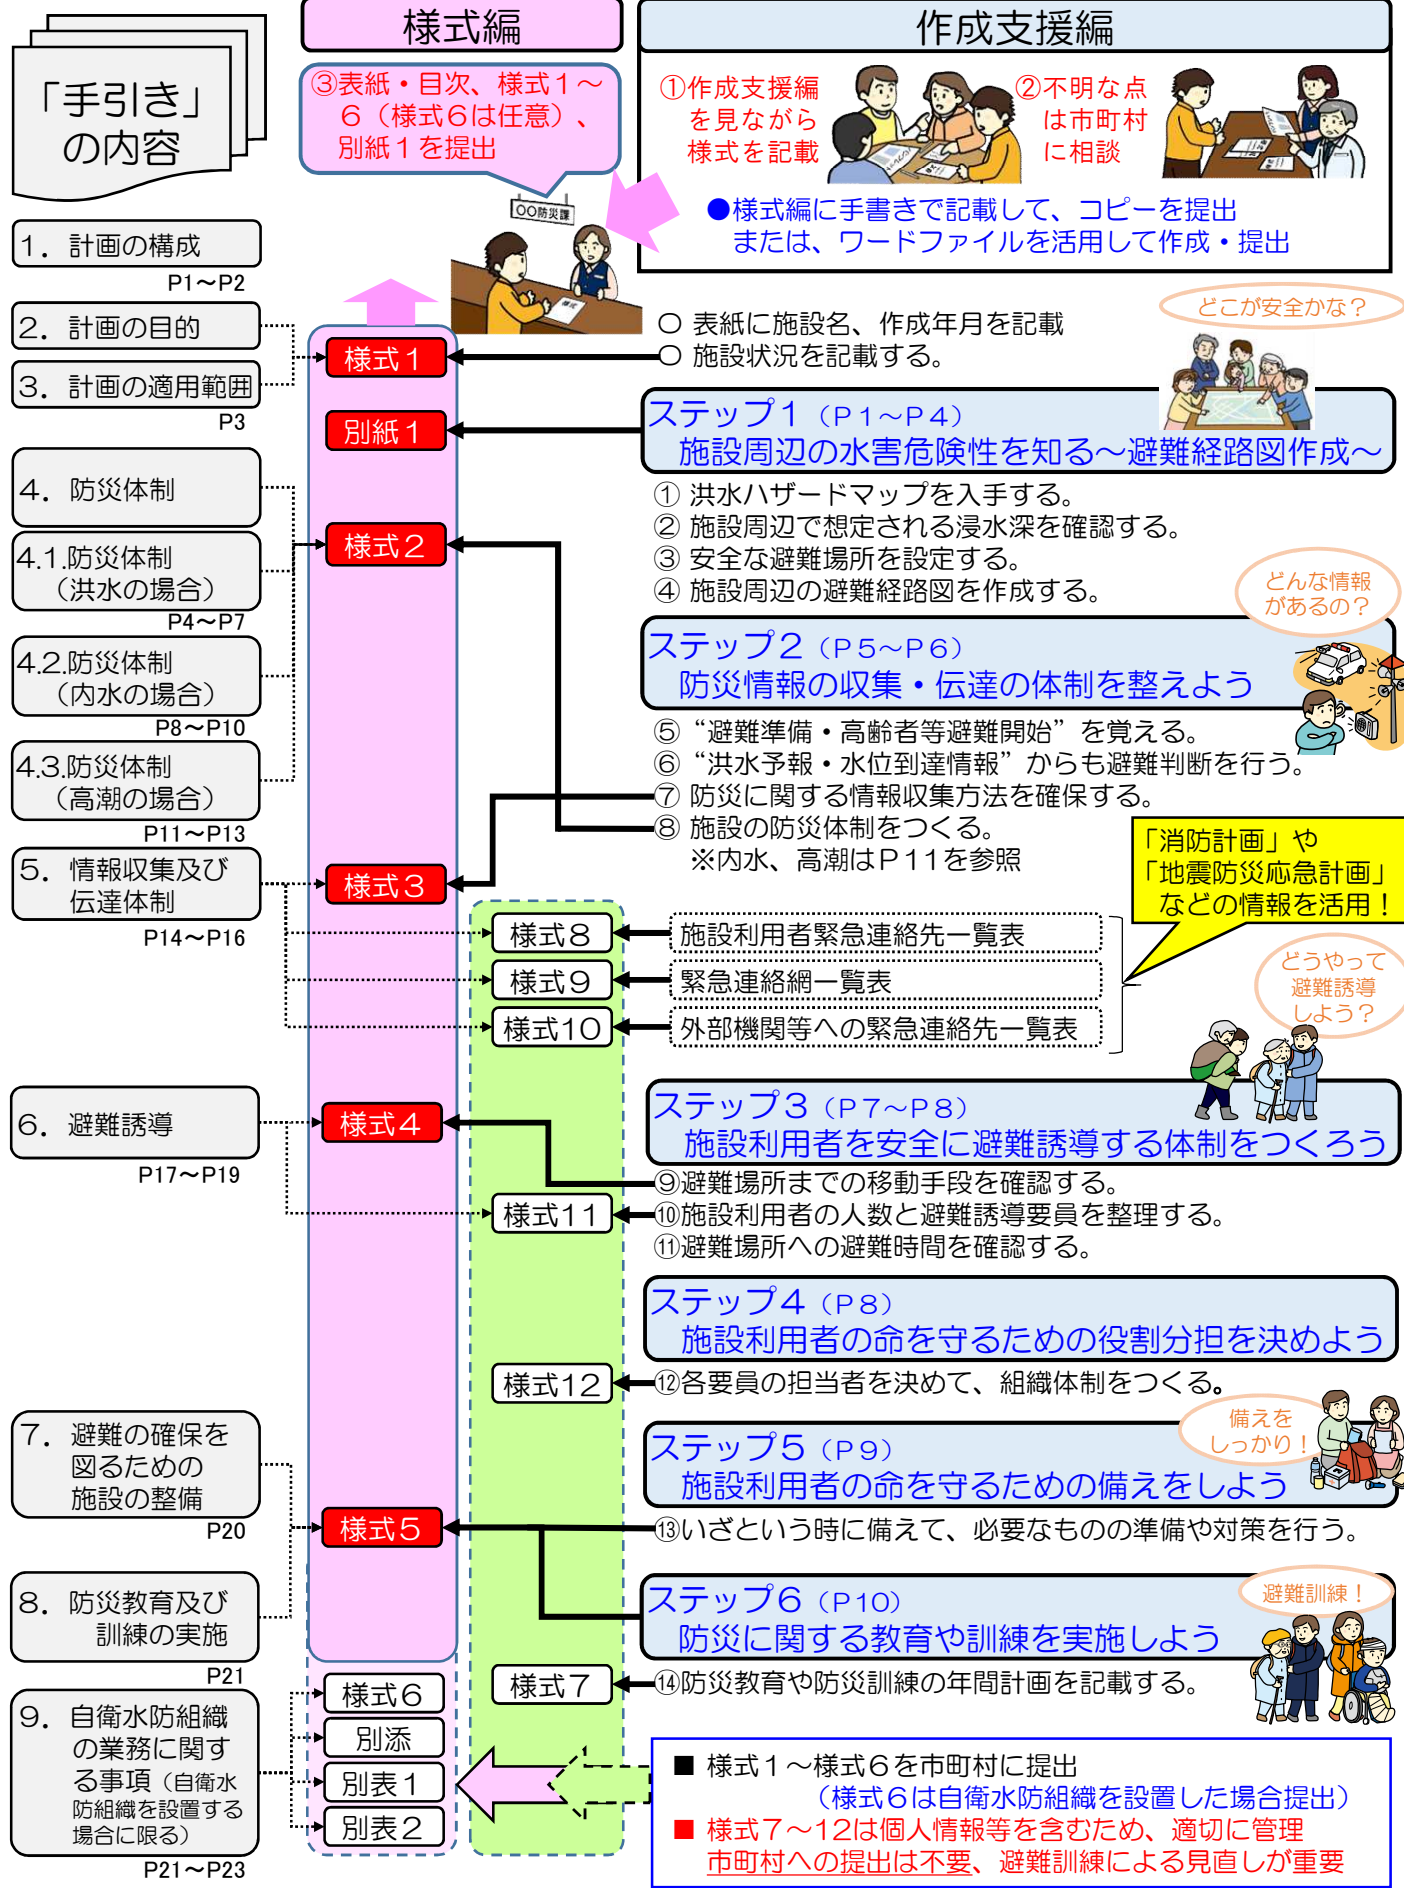 「手引き」
の内容
様式編
作成支援編
③表紙・目次、様式１～
６（様式６は任意）、
別紙１を提出
①作成支援編
を見ながら
様式を記載
②不明な点
は市町村
に相談
●様式編に手書きで記載して、コピーを提出
または、ワードファイルを活用して作成・提出
〇〇防災課
様式
1．計画の構成
P1～P2
2．計画の目的
3．計画の適用範囲
P3
4．防災体制
4.1.防災体制
（洪水の場合）
P4～P7
4.2.防災体制
（内水の場合）
P8～P10
4.3.防災体制
（高潮の場合）
P11～P13
5．情報収集及び
伝達体制
P14～P16
6．避難誘導
P17～P19
7．避難の確保を
図るための
施設の整備
P20
8．防災教育及び
訓練の実施
P21
9．自衛水防組織
の業務に関す
る事項（自衛水
防組織を設置する
場合に限る）
P21～P23
様式１
別紙１
様式２
様式３
様式４
様式５
様式６
別添
別表１
別表２
様式８
様式９
様式10
様式11
様式12
様式７
○ 表紙に施設名、作成年月を記載
○ 施設状況を記載する。
どこが安全かな？
ステップ１（Ｐ１～Ｐ４）
施設周辺の水害危険性を知る～避難経路図作成～
① 洪水ハザードマップを入手する。
② 施設周辺で想定される浸水深を確認する。
③ 安全な避難場所を設定する。
④ 施設周辺の避難経路図を作成する。
どんな情報
があるの？
ステップ２（Ｐ５～Ｐ６）
防災情報の収集・伝達の体制を整えよう
⑤ “避難準備・高齢者等避難開始”を覚える。
⑥ “洪水予報・水位到達情報”からも避難判断を行う。
⑦ 防災に関する情報収集方法を確保する。
⑧ 施設の防災体制をつくる。
※内水、高潮はＰ11を参照
「消防計画」や
「地震防災応急計画」
などの情報を活用！
施設利用者緊急連絡先一覧表
緊急連絡網一覧表
外部機関等への緊急連絡先一覧表
どうやって
避難誘導
しよう？
ステップ３（Ｐ７～Ｐ８）
施設利用者を安全に避難誘導する体制をつくろう
⑨避難場所までの移動手段を確認する。
⑩施設利用者の人数と避難誘導要員を整理する。
⑪避難場所への避難時間を確認する。
ステップ４（Ｐ８）
施設利用者の命を守るための役割分担を決めよう
⑫各要員の担当者を決めて、組織体制をつくる。
備えを
しっかり！
ステップ５（Ｐ９）
施設利用者の命を守るための備えをしよう
⑬いざという時に備えて、必要なものの準備や対策を行う。
避難訓練！
ステップ６（Ｐ10）
防災に関する教育や訓練を実施しよう
⑭防災教育や防災訓練の年間計画を記載する。
■ 様式１～様式６を市町村に提出
（様式６は自衛水防組織を設置した場合提出）
■ 様式７～12は個人情報等を含むため、適切に管理
市町村への提出は不要、避難訓練による見直しが重要